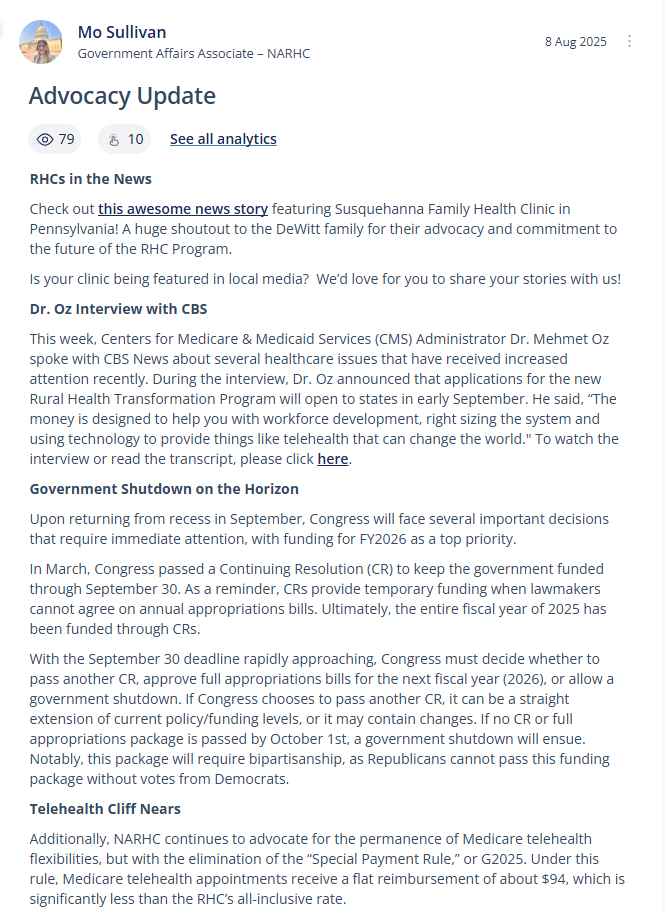 Mo Sullivan
Government Affairs Associate – NARHC
8 Aug 2025
Advocacy Update
79
10
See all analytics
RHCs in the News
Check out this awesome news story featuring Susquehanna Family Health Clinic in
Pennsylvania! A huge shoutout to the DeWitt family for their advocacy and commitment to
the future of the RHC Program.
Is your clinic being featured in local media?  We'd love for you to share your stories with us!
Dr. Oz Interview with CBS
This week, Centers for Medicare & Medicaid Services (CMS) Administrator Dr. Mehmet Oz
spoke with CBS News about several healthcare issues that have received increased
attention recently. During the interview, Dr. Oz announced that applications for the new
Rural Health Transformation Program will open to states in early September. He said, “The
money is designed to help you with workforce development, right sizing the system and
using technology to provide things like telehealth that can change the world." To watch the
interview or read the transcript, please click here.
Government Shutdown on the Horizon
Upon returning from recess in September, Congress will face several important decisions
that require immediate attention, with funding for FY2026 as a top priority.
In March, Congress passed a Continuing Resolution (CR) to keep the government funded
through September 30. As a reminder, CRs provide temporary funding when lawmakers
cannot agree on annual appropriations bills. Ultimately, the entire fiscal year of 2025 has
been funded through CRs.
With the September 30 deadline rapidly approaching, Congress must decide whether to
pass another CR, approve full appropriations bills for the next fiscal year (2026), or allow a
government shutdown. If Congress chooses to pass another CR, it can be a straight
extension of current policy/funding levels, or it may contain changes. If no CR or full
appropriations package is passed by October 1st, a government shutdown will ensue.
Notably, this package will require bipartisanship, as Republicans cannot pass this funding
package without votes from Democrats.
Telehealth Cliff Nears
Additionally, NARHC continues to advocate for the permanence of Medicare telehealth
flexibilities, but with the elimination of the “Special Payment Rule,” or G2025. Under this
rule, Medicare telehealth appointments receive a flat reimbursement of about $94, which is
significantly less than the RHC’s all-inclusive rate.